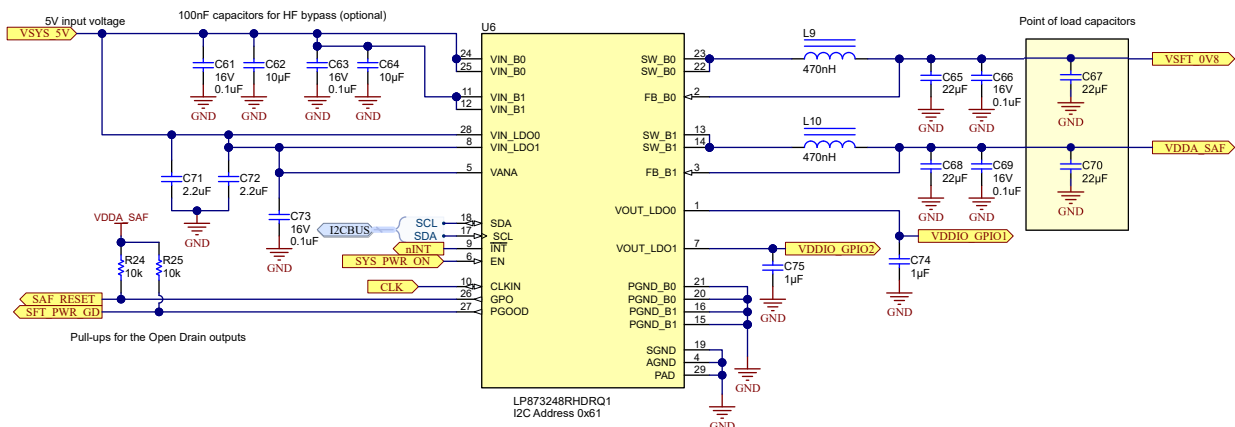 5V input voltage
100nF capacitors for HF bypass (optional)
VSYS_5V
C61
16V
0.1uF
C62
10µF
C63
16V
0.1uF
C64
10µF
GND
GND
GND
GND
C71
2.2uF
C72
2.2uF
GND
C73
16V
0.1uF
GND
VDDA_SAF
R24
10k
R25
10k
I2CBUS
SCL
SDA
nINT
SYS_PWR_ON
CLK
SAF_RESET
SFT_PWR_GD
Pull-ups for the Open Drain outputs
U6
24 VIN_B0
25 VIN_B0
11 VIN_B1
12 VIN_B1
28 VIN_LDO0
8 VIN_LDO1
5 VANA
18 SDA
17 SCL
9 INT
6 EN
10 CLKIN
26 GPO
27 PGOOD
SW_B0 23
SW_B0 22
FB_B0 2
SW_B1 13
SW_B1 14
FB_B1 3
VOUT_LDO0 1
VOUT_LDO1 7
PGND_B0 21
PGND_B0 20
PGND_B1 16
PGND_B1 15
SGND 19
AGND 4
PAD 29
LP873248RHDRQ1
I2C Address 0x61
L9
470nH
L10
470nH
C65
22µF
C66
16V
0.1uF
GND
GND
C68
22µF
C69
16V
0.1uF
GND
GND
Point of load capacitors
C67
22µF
GND
C70
22µF
GND
VSFT_0V8
VDDA_SAF
VDDIO_GPIO1
VDDIO_GPIO2
C74
1µF
GND
C75
1µF
GND
GND
GND